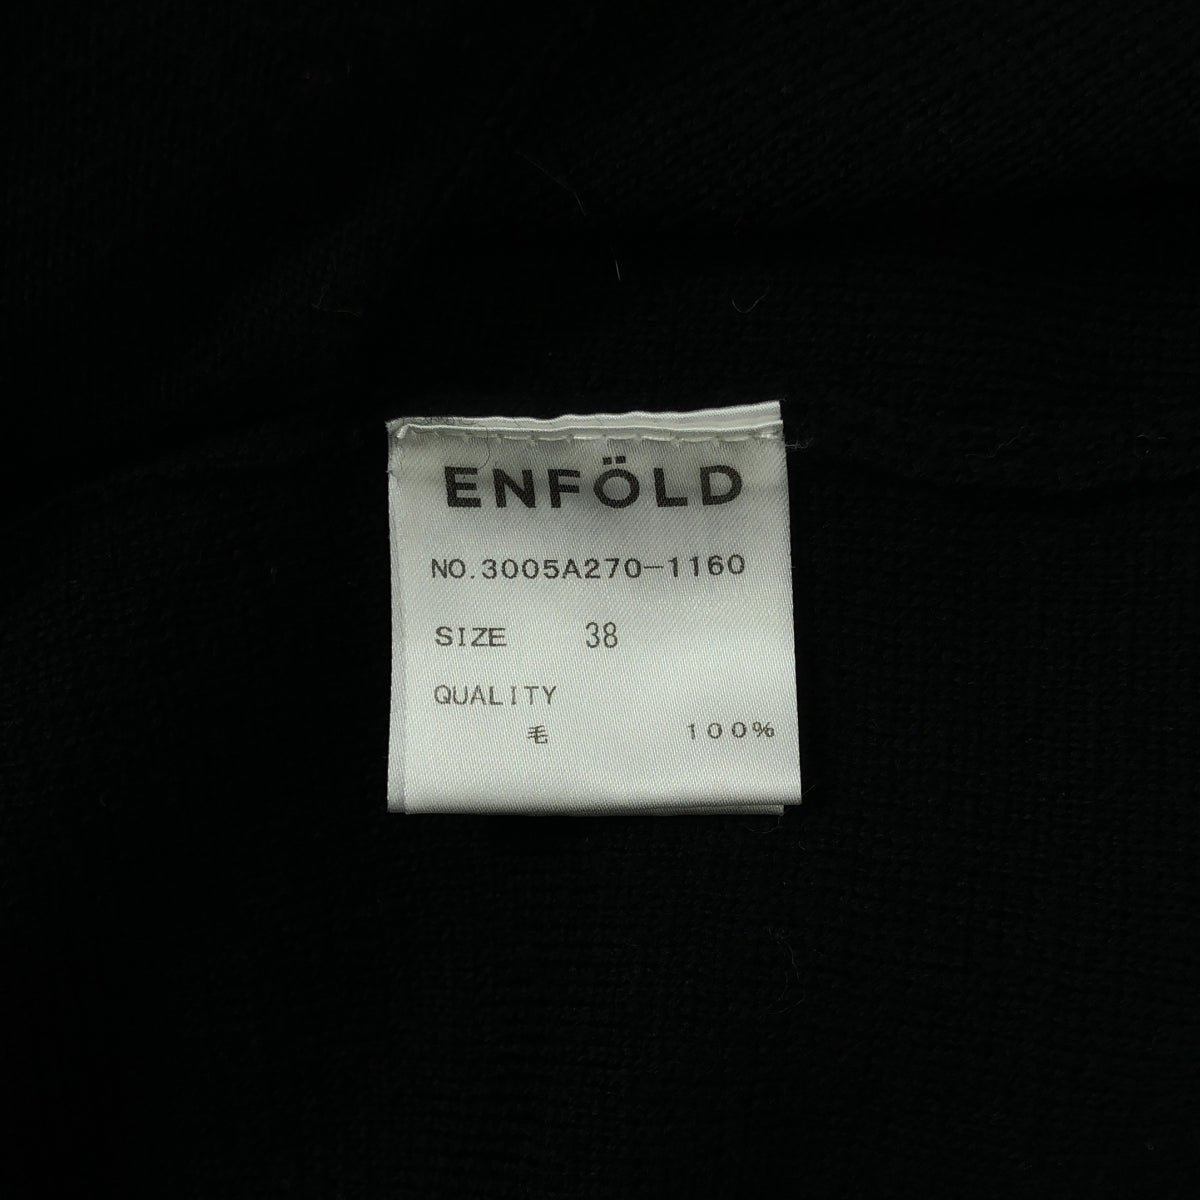 ENFÖLD
NO.3005A270-1160
SIZE 38
QUALITY
毛 100%